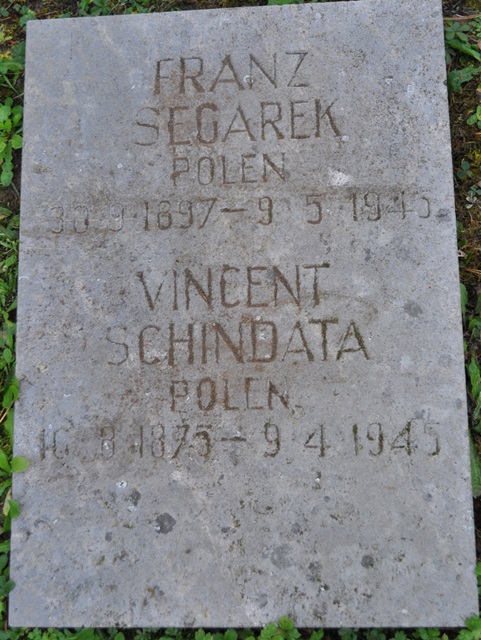 FRANZ
SEGAREK
POLEN
30 9 1897 – 9 5 1945
VINCENT
SCHINDATA
POLEN
16 8 1875 – 9 4 1945